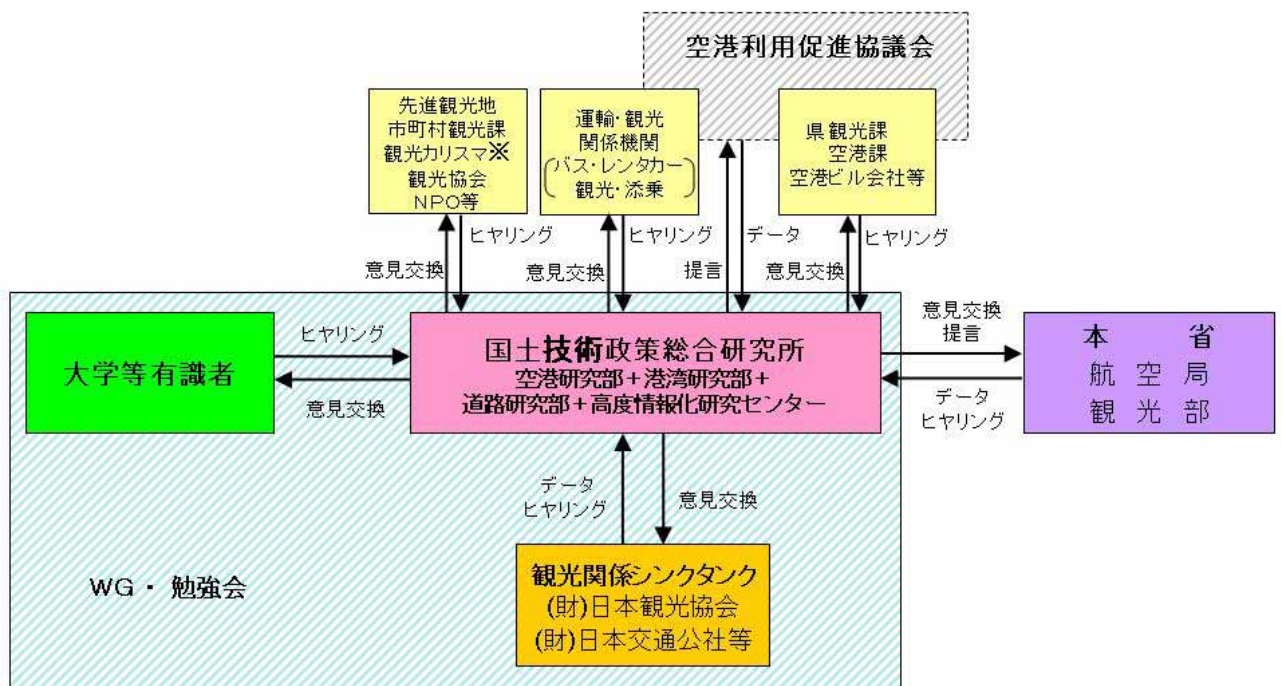 空港利用促進協議会
先進観光地
市町村観光課
観光カリスマ※
観光協会
NPO等
運輸・観光
関係機関
(バス・レンタカー
観光・添乗)
県観光課
空港課
空港ビル会社等
ヒヤリング
意見交換
ヒヤリング
意見交換
データ
提言
ヒヤリング
意見交換
大学等有識者
ヒヤリング
意見交換
国土技術政策総合研究所
空港研究部+港湾研究部+
道路研究部+高度情報化研究センター
意見交換
提言
データ
ヒヤリング
本省
航空局
観光部
データ
ヒヤリング
意見交換
WG・勉強会
観光関係シンクタンク
(財)日本観光協会
(財)日本交通公社等